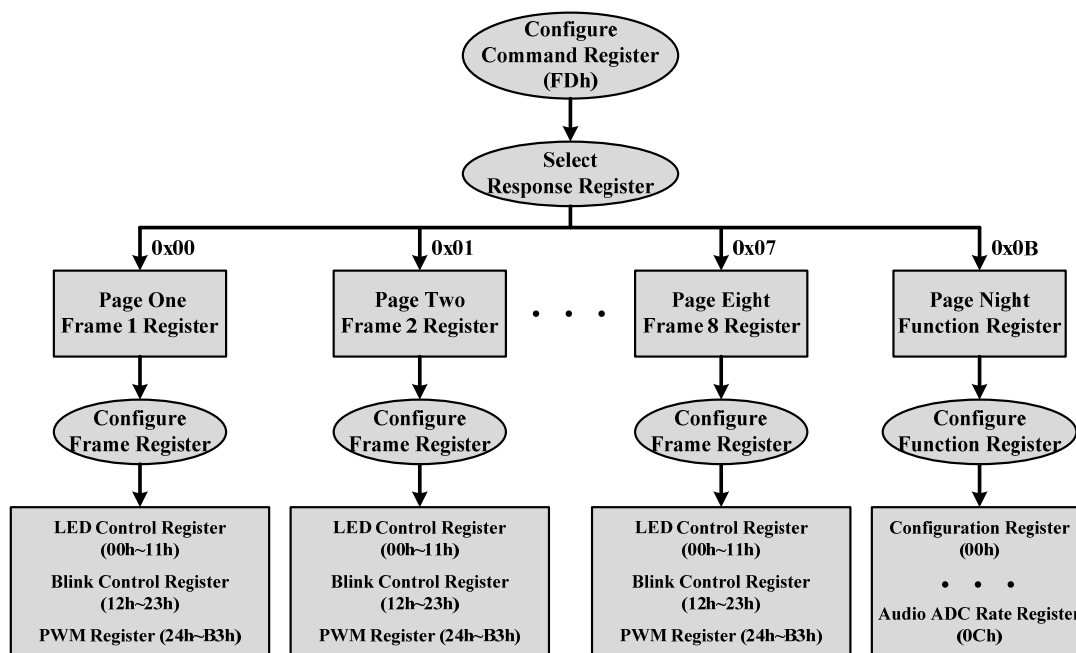 Configure
Command Register
(FDh)
Select
Response Register
0x00
0x01
0x07
0x0B
Page One
Frame 1 Register
Page Two
Frame 2 Register
. . .
Page Eight
Frame 8 Register
Page Night
Function Register
Configure
Frame Register
Configure
Frame Register
Configure
Frame Register
Configure
Function Register
LED Control Register
(00h~11h)
Blink Control Register
(12h~23h)
PWM Register (24h~B3h)
LED Control Register
(00h~11h)
Blink Control Register
(12h~23h)
PWM Register (24h~B3h)
LED Control Register
(00h~11h)
Blink Control Register
(12h~23h)
PWM Register (24h~B3h)
Configuration Register
(00h)
. . .
Audio ADC Rate Register
(0Ch)